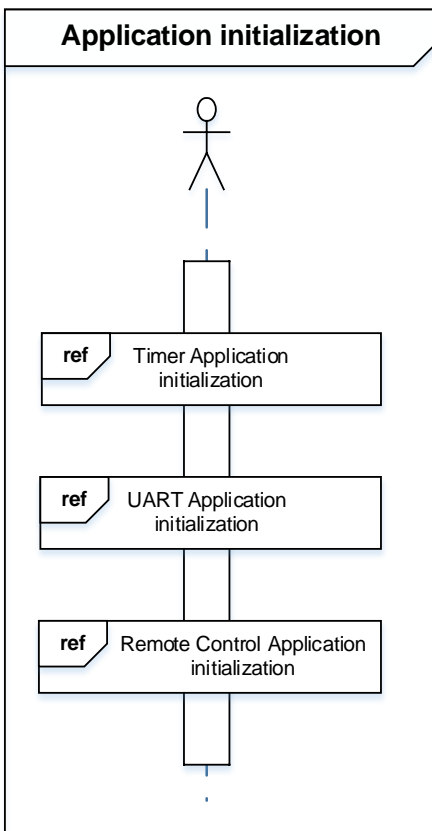 Application initialization
ref
Timer Application
initialization
ref
UART Application
initialization
ref
Remote Control Application
initialization